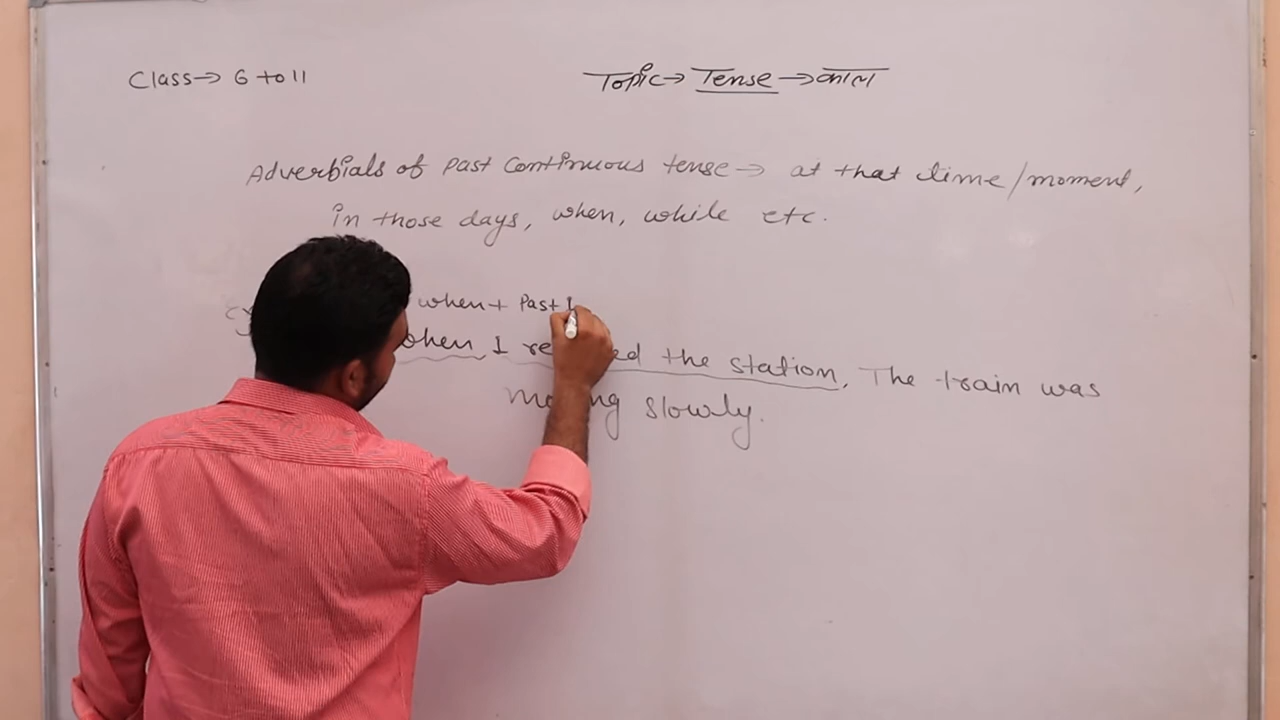 Class→ 6 to 11
Topic→ Tense →काल
Adverbials of Past Continuous tense→ at that time/moment,
in those days, when, while etc.
when+ Past I
when, I the station, The train was
slowly.